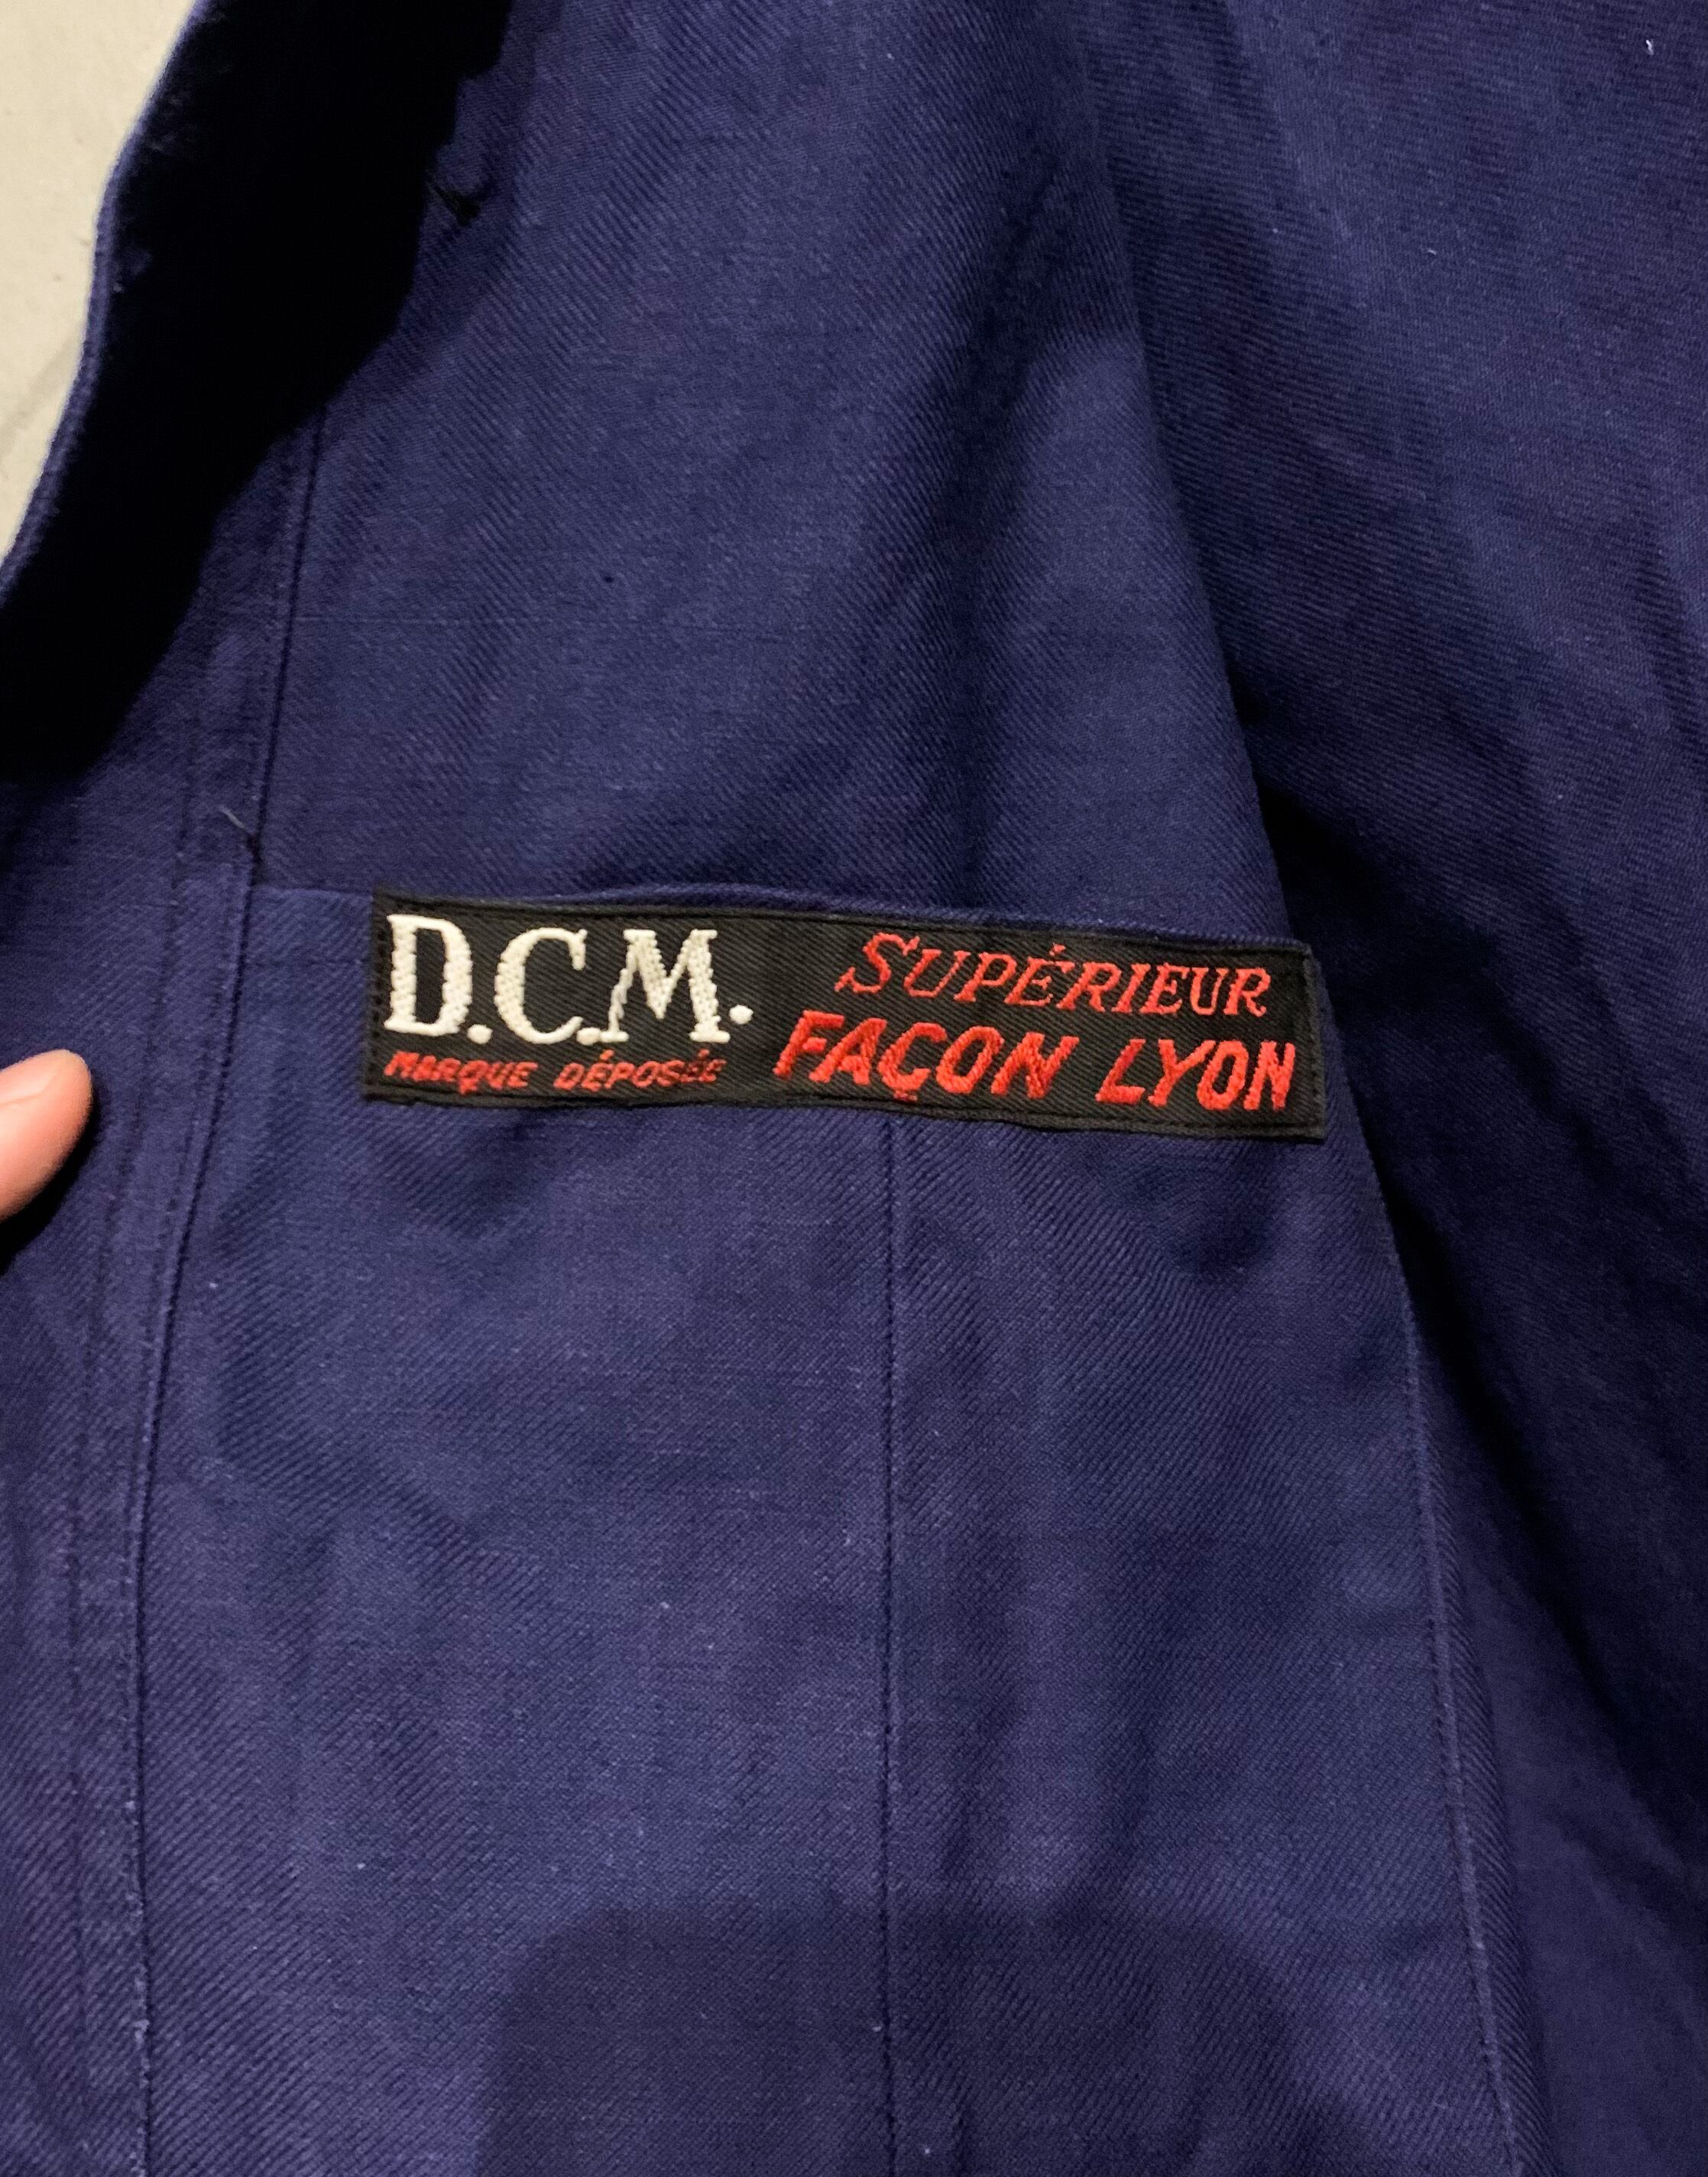 D.C.M.
MARQUE DÉPOSÉE
SUPÉRIEUR
FAÇON LYON